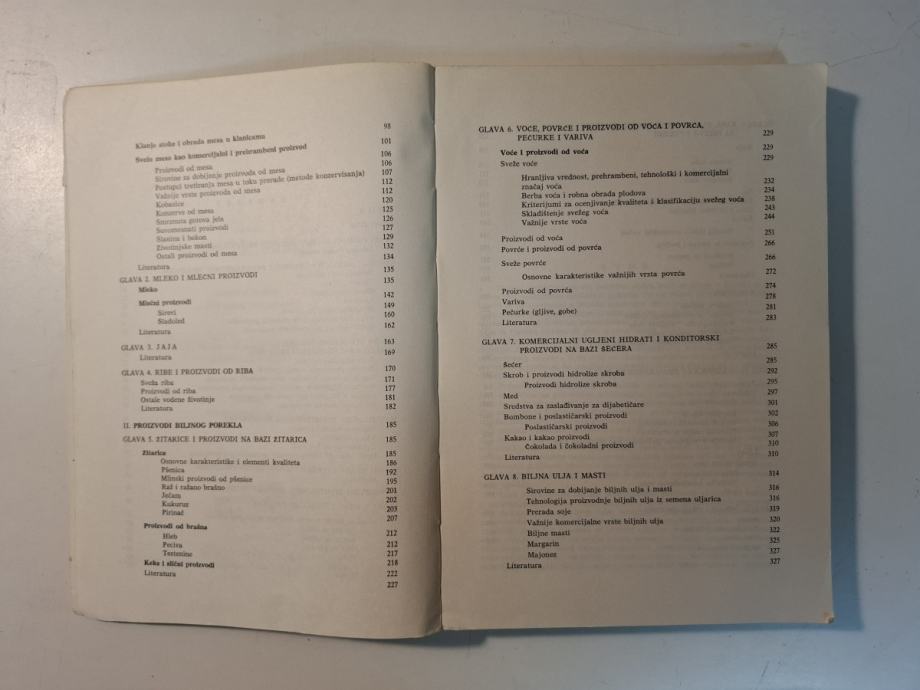 98
Klanje stoke i obrada mesa u klanicama 101
Sveže meso kao komercijalni i prehrambeni proizvod 106
Proizvodi od mesa 106
Sirovine za dobijanje proizvoda od mesa 107
Postupci tretiranja mesa u toku prerade (metode konzervisanja) 112
Važnije vrste proizvoda od mesa 112
Kobasice 120
Konzerve od mesa 125
Smrznuta gotova jela 126
Suvomesnati proizvodi 127
Slanina i bekon 129
Životinjske masti 132
Ostali proizvodi od mesa 134
Literatura 135
GLAVA 2. MLEKO I MLEČNI PROIZVODI 135
Mleko 142
Mlečni proizvodi 149
Sirevi 160
Sladoled 162
Literatura
GLAVA 3. JAJA 163
Literatura 169
GLAVA 4. RIBE I PROIZVODI OD RIBA 170
Sveža riba 171
Proizvodi od riba 177
Ostale vodene životinje 181
Literatura 182
II. PROIZVODI BILJNOG POREKLA 185
GLAVA 5. ŽITARICE I PROIZVODI NA BAZI ŽITARICA 185
Žitarice 185
Osnovne karakteristike i elementi kvaliteta 186
Pšenica 192
Mlinski proizvodi od pšenice 195
Raž i ražano brašno 201
Ječam 202
Kukuruz 203
Pirinač 207
Proizvodi od brašna 212
Hleb 212
Peciva 217
Testenine 218
Keks i slični proizvodi 222
Literatura 227
GLAVA 6. VOĆE, POVRĆE I PROIZVODI OD VOĆA I POVRĆA,
PEČURKE I VARIVA 229
Voće i proizvodi od voća 229
Sveže voće 229
Hranljiva vrednost, prehrambeni, tehnološki i komercijalni
značaj voća 232
Berba voća i robna obrada plodova 234
Kriterijumi za ocenjivanje kvaliteta i klasifikaciju svežeg voća 238
Skladištenje svežeg voća 243
Važnije vrste voća 244
Proizvodi od voća 251
Povrće i proizvodi od povrća 266
Sveže povrće 266
Osnovne karakteristike važnijih vrsta povrća 272
Proizvodi od povrća 274
Variva 278
Pečurke (gljive, gobe) 281
Literatura 283
GLAVA 7. KOMERCIJALNI UGLJENI HIDRATI I KONDITORSKI
PROIZVODI NA BAZI ŠEĆERA 285
Šećer 285
Skrob i proizvodi hidrolize skroba 292
Proizvodi hidrolize skroba 295
Med 297
Sredstva za zaslađivanje za dijabetičare 301
Bombone i poslastičarski proizvodi 302
Poslastičarski proizvodi 306
Kakao i kakao proizvodi 307
Čokolada i čokoladni proizvodi 310
Literatura 310
GLAVA 8. BILJNA ULJA I MASTI 314
Sirovine za dobijanje biljnih ulja i masti 316
Tehnologija proizvodnje biljnih ulja iz semena uljarica 316
Prerada soje 319
Važnije komercijalne vrste biljnih ulja 320
Biljne masti 322
Margarin 325
Majonez 327
Literatura 327